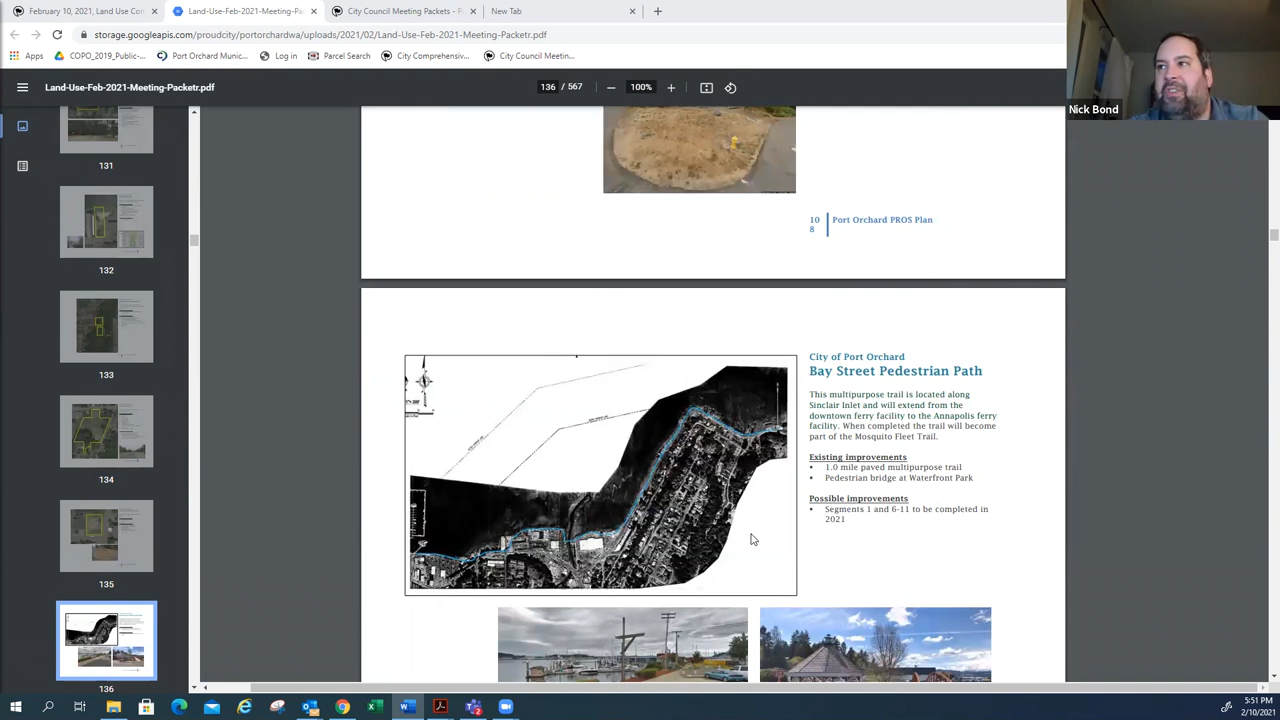 February 10, 2021, Land Use Con
Land-Use-Feb-2021-Meeting-Pa
City Council Meeting Packets - P
New Tab
storage.googleapis.com/proudcity/portorchardwa/uploads/2021/02/Land-Use-Feb-2021-Meeting-Packetr.pdf
Apps
COPO_2019_Public-...
Port Orchard Munic...
Log in
Parcel Search
City Comprehensiv...
City Council Meetin...
Land-Use-Feb-2021-Meeting-Packetr.pdf
136 / 567
100%
Nick Bond
131
132
133
134
135
136
10
8
Port Orchard PROS Plan
City of Port Orchard
Bay Street Pedestrian Path
This multipurpose trail is located along
Sinclair Inlet and will extend from the
downtown ferry facility to the Annapolis ferry
facility. When completed the trail will become
part of the Mosquito Fleet Trail.
Existing improvements
• 1.0 mile paved multipurpose trail
• Pedestrian bridge at Waterfront Park
Possible improvements
• Segments 1 and 6-11 to be completed in
2021
5:51 PM
2/10/2021